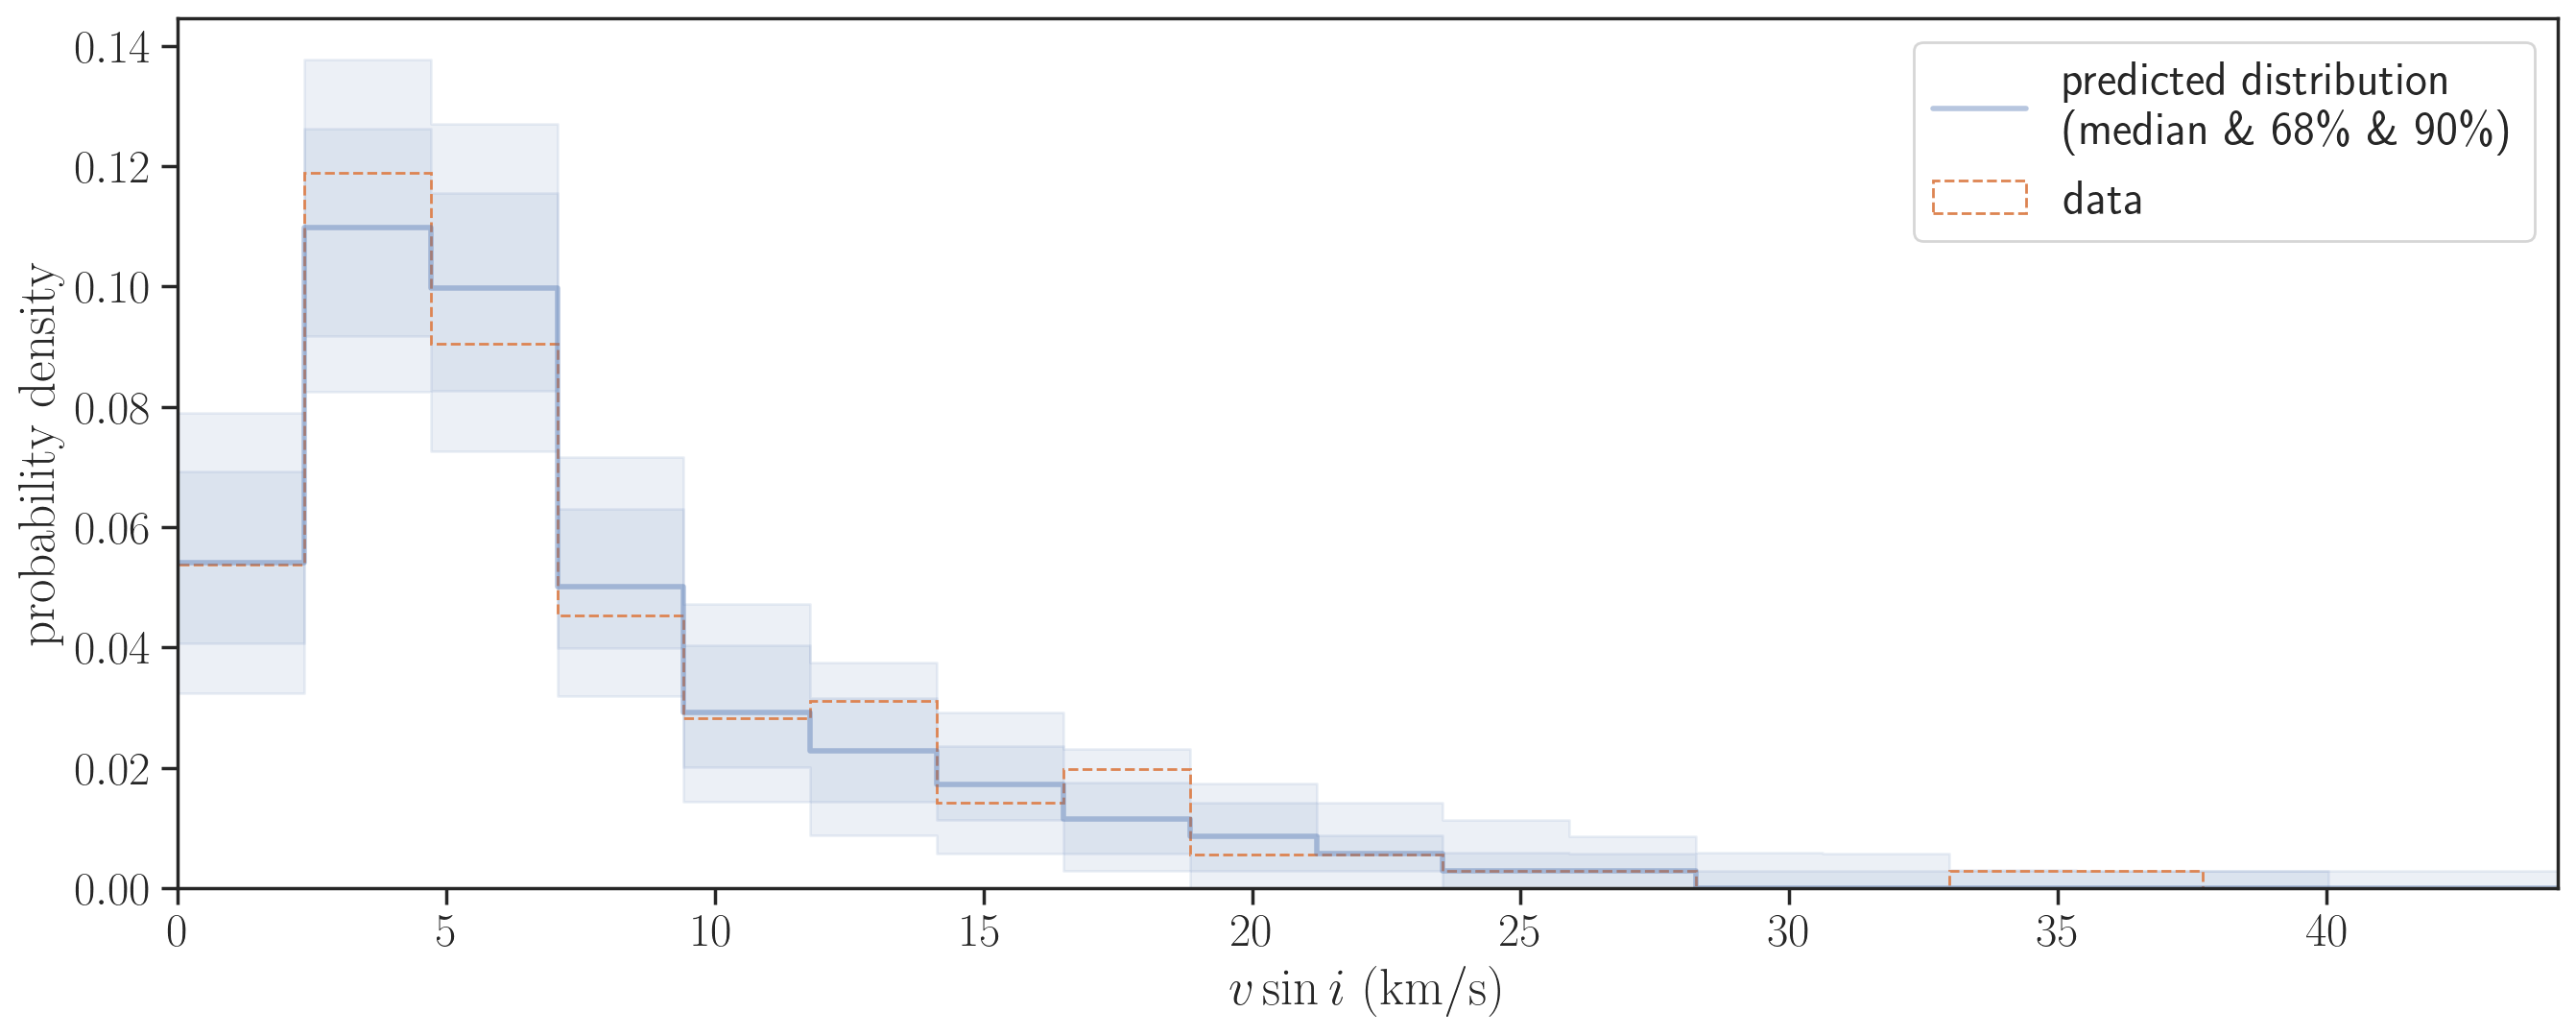 probability density
0.14
0.12
0.10
0.08
0.06
0.04
0.02
0.00
predicted distribution
(median & 68% & 90%)
data
0 5 10 15 20 25 30 35 40
v sin i (km/s)